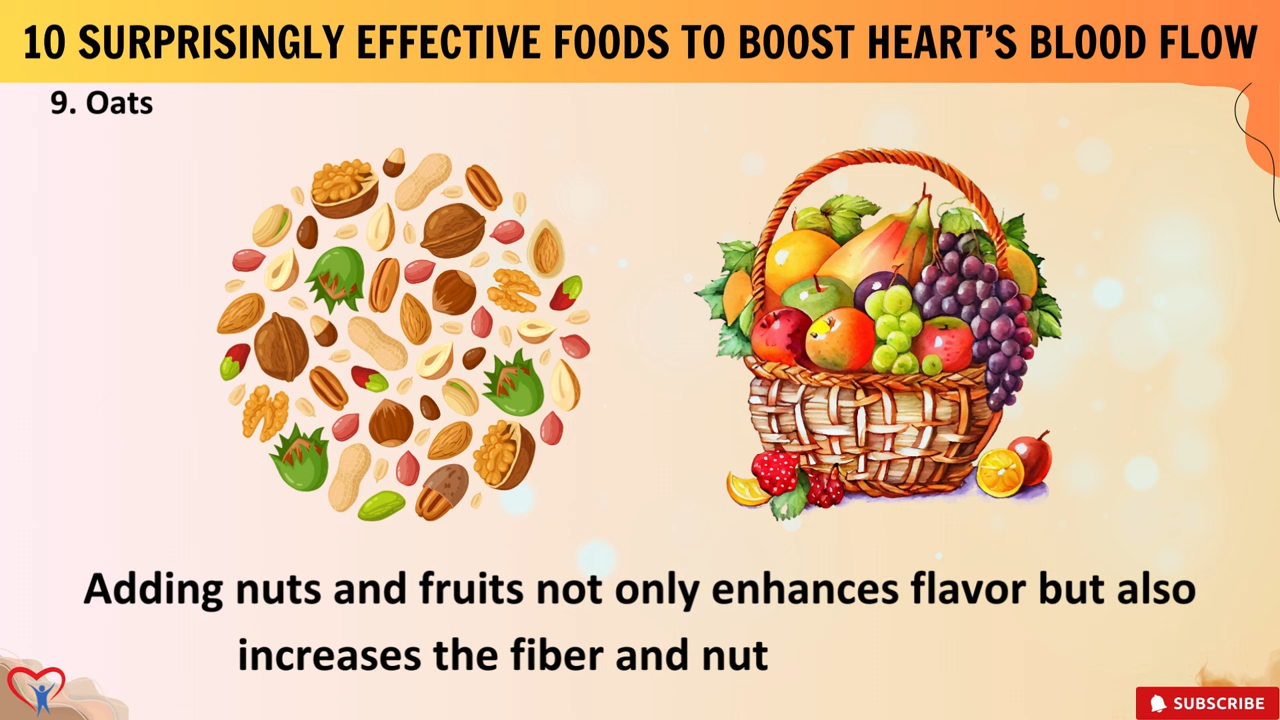 10 SURPRISINGLY EFFECTIVE FOODS TO BOOST HEART’S BLOOD FLOW
9. Oats
Adding nuts and fruits not only enhances flavor but also
increases the fiber and nut
SUBSCRIBE